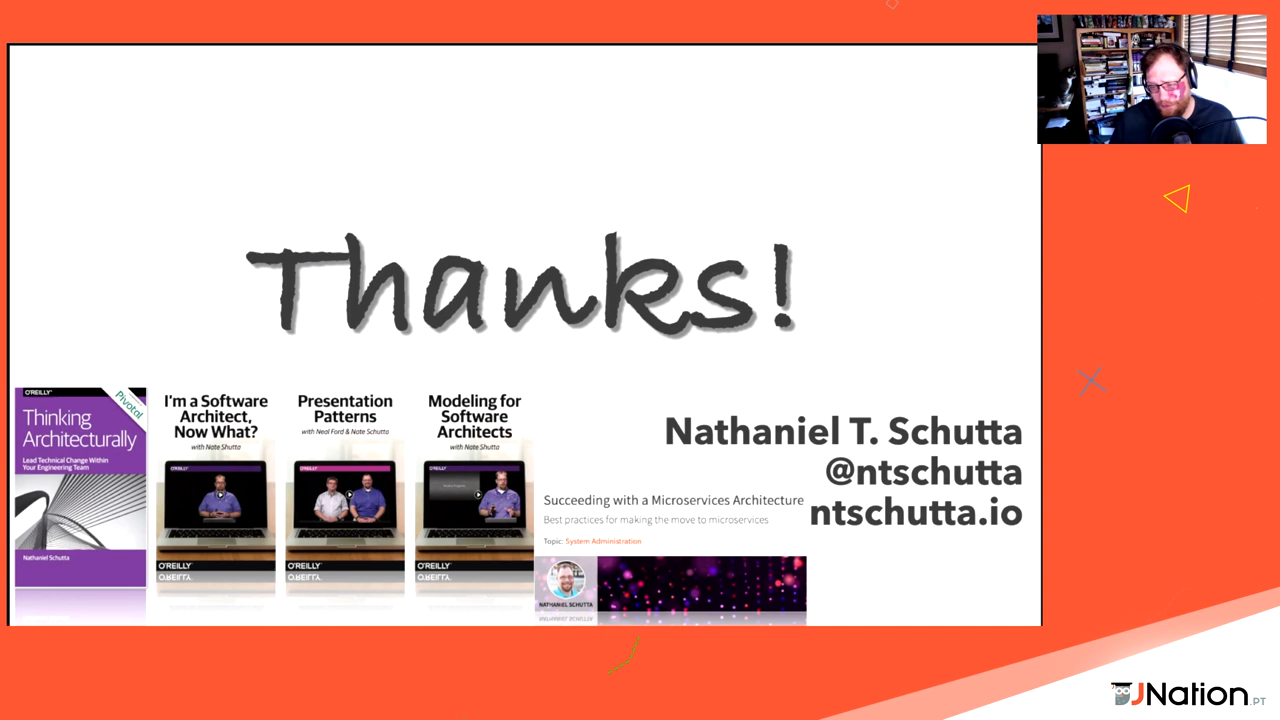 Thanks!
O'REILLY
Pivotal
Thinking
Architecturally
Lead Technical Change Within
Your Engineering Team
Nathaniel Schutta
I'm a Software
Architect,
Now What?
with Nate Shutta
O'REILLY
Presentation
Patterns
with Neal Ford & Nate Schutta
O'REILLY
Modeling for
Software
Architects
with Nate Shutta
O'REILLY
Succeeding with a Microservices Architecture
Best practices for making the move to microservices
Topic: System Administration
NATHANIEL SCHUTTA
Nathaniel T. Schutta
@ntschutta
ntschutta.io
JNation.PT